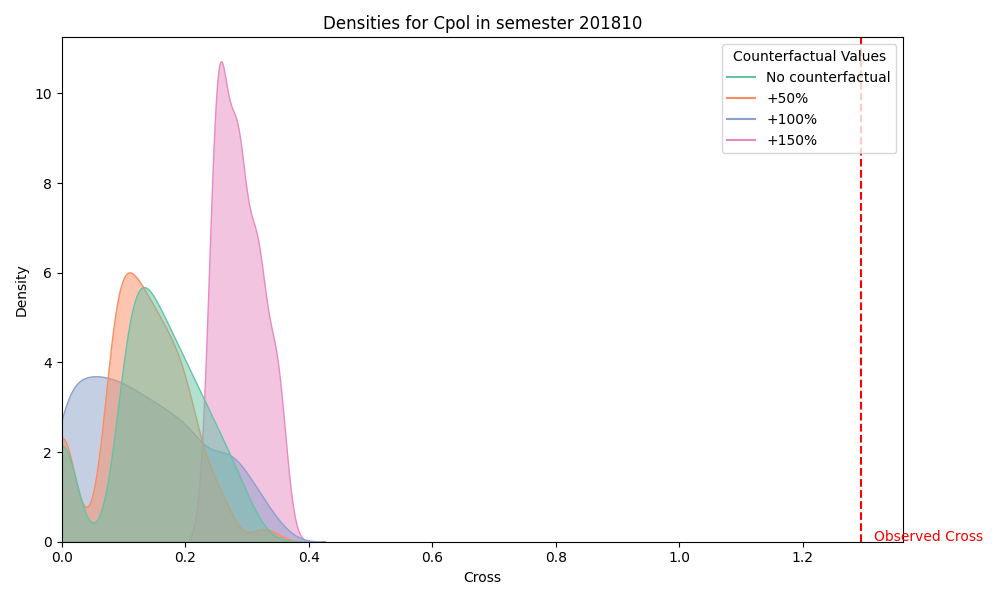 Densities for Cpol in semester 201810
Counterfactual Values
No counterfactual
+50%
+100%
+150%
Density
10
8
6
4
2
0
0.0 0.2 0.4 0.6 0.8 1.0 1.2
Observed Cross
Cross